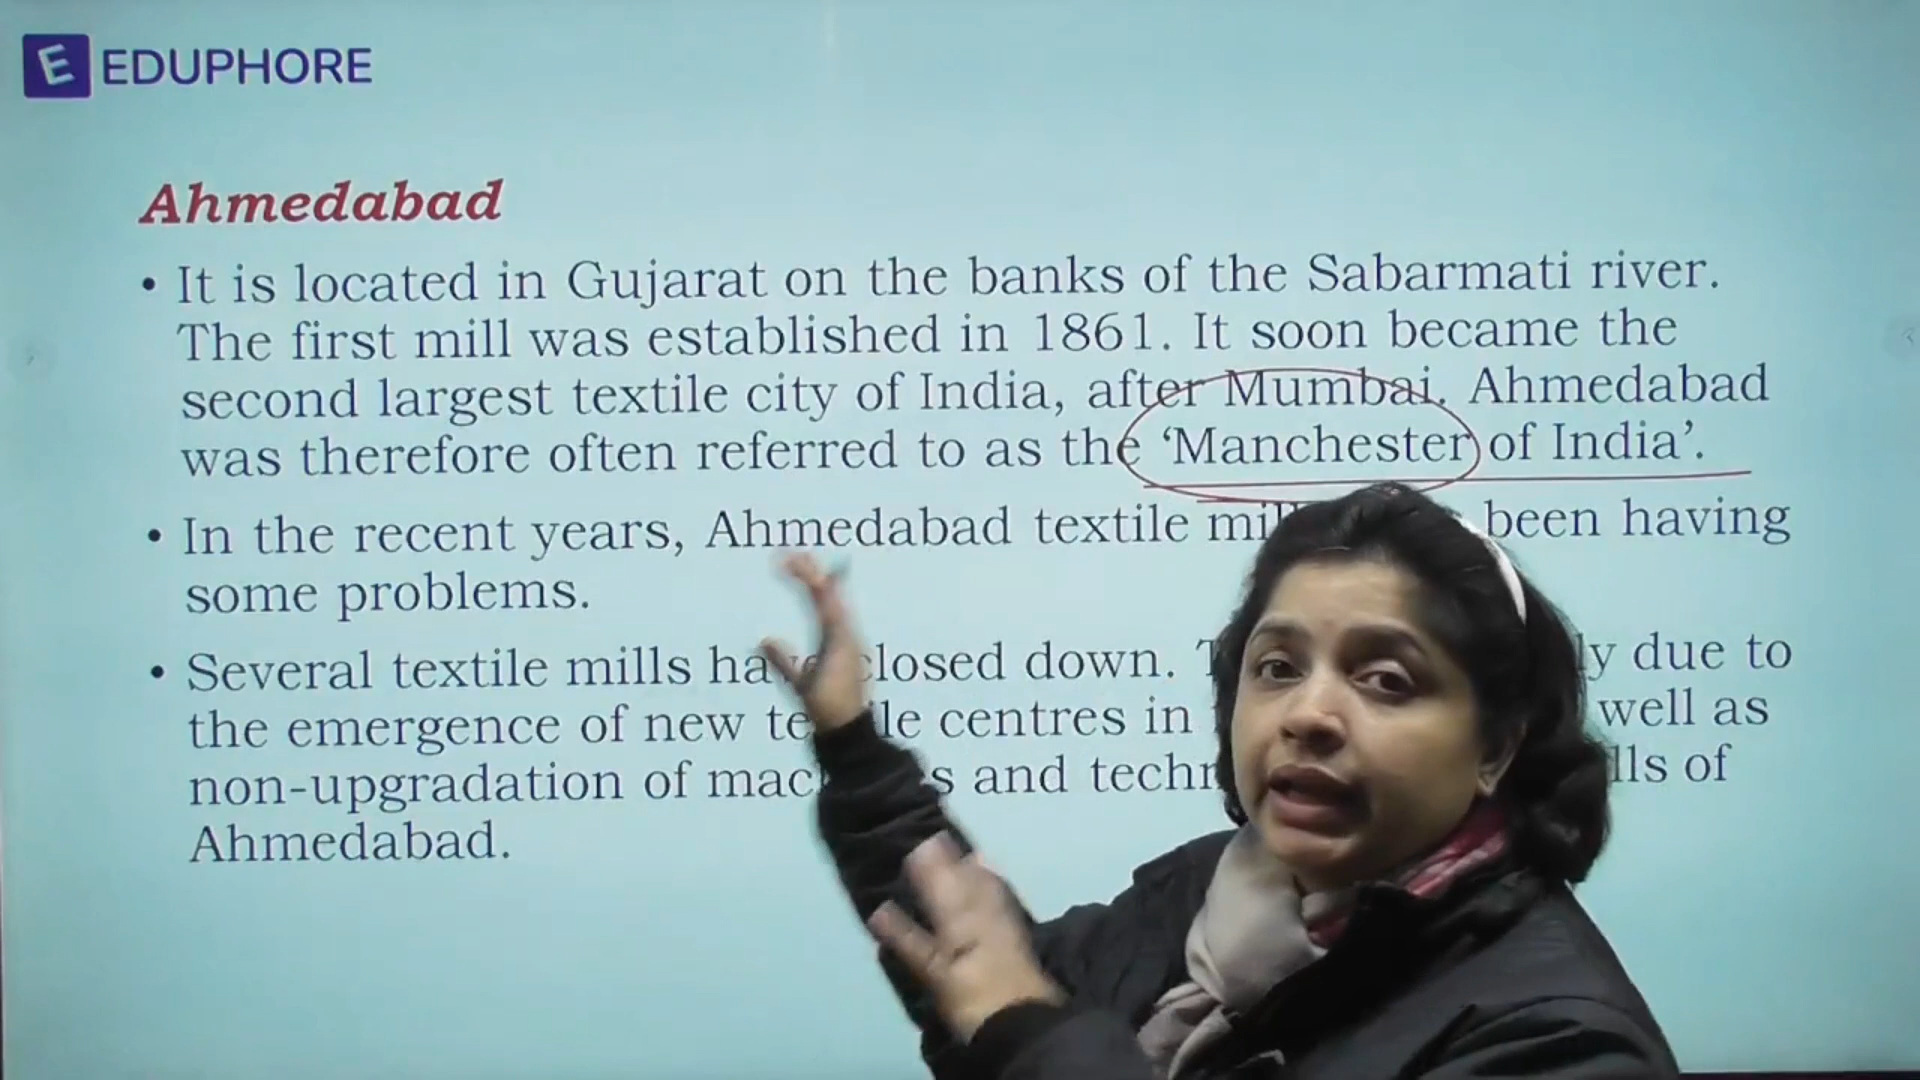 E EDUPHORE
Ahmedabad
• It is located in Gujarat on the banks of the Sabarmati river.
The first mill was established in 1861. It soon became the
second largest textile city of India, after Mumbai. Ahmedabad
was therefore often referred to as the ‘Manchester of India’.
• In the recent years, Ahmedabad textile been having
some problems.
• Several textile mills closed down. due to
the emergence of new centres in well as
non-upgradation of and of
Ahmedabad.